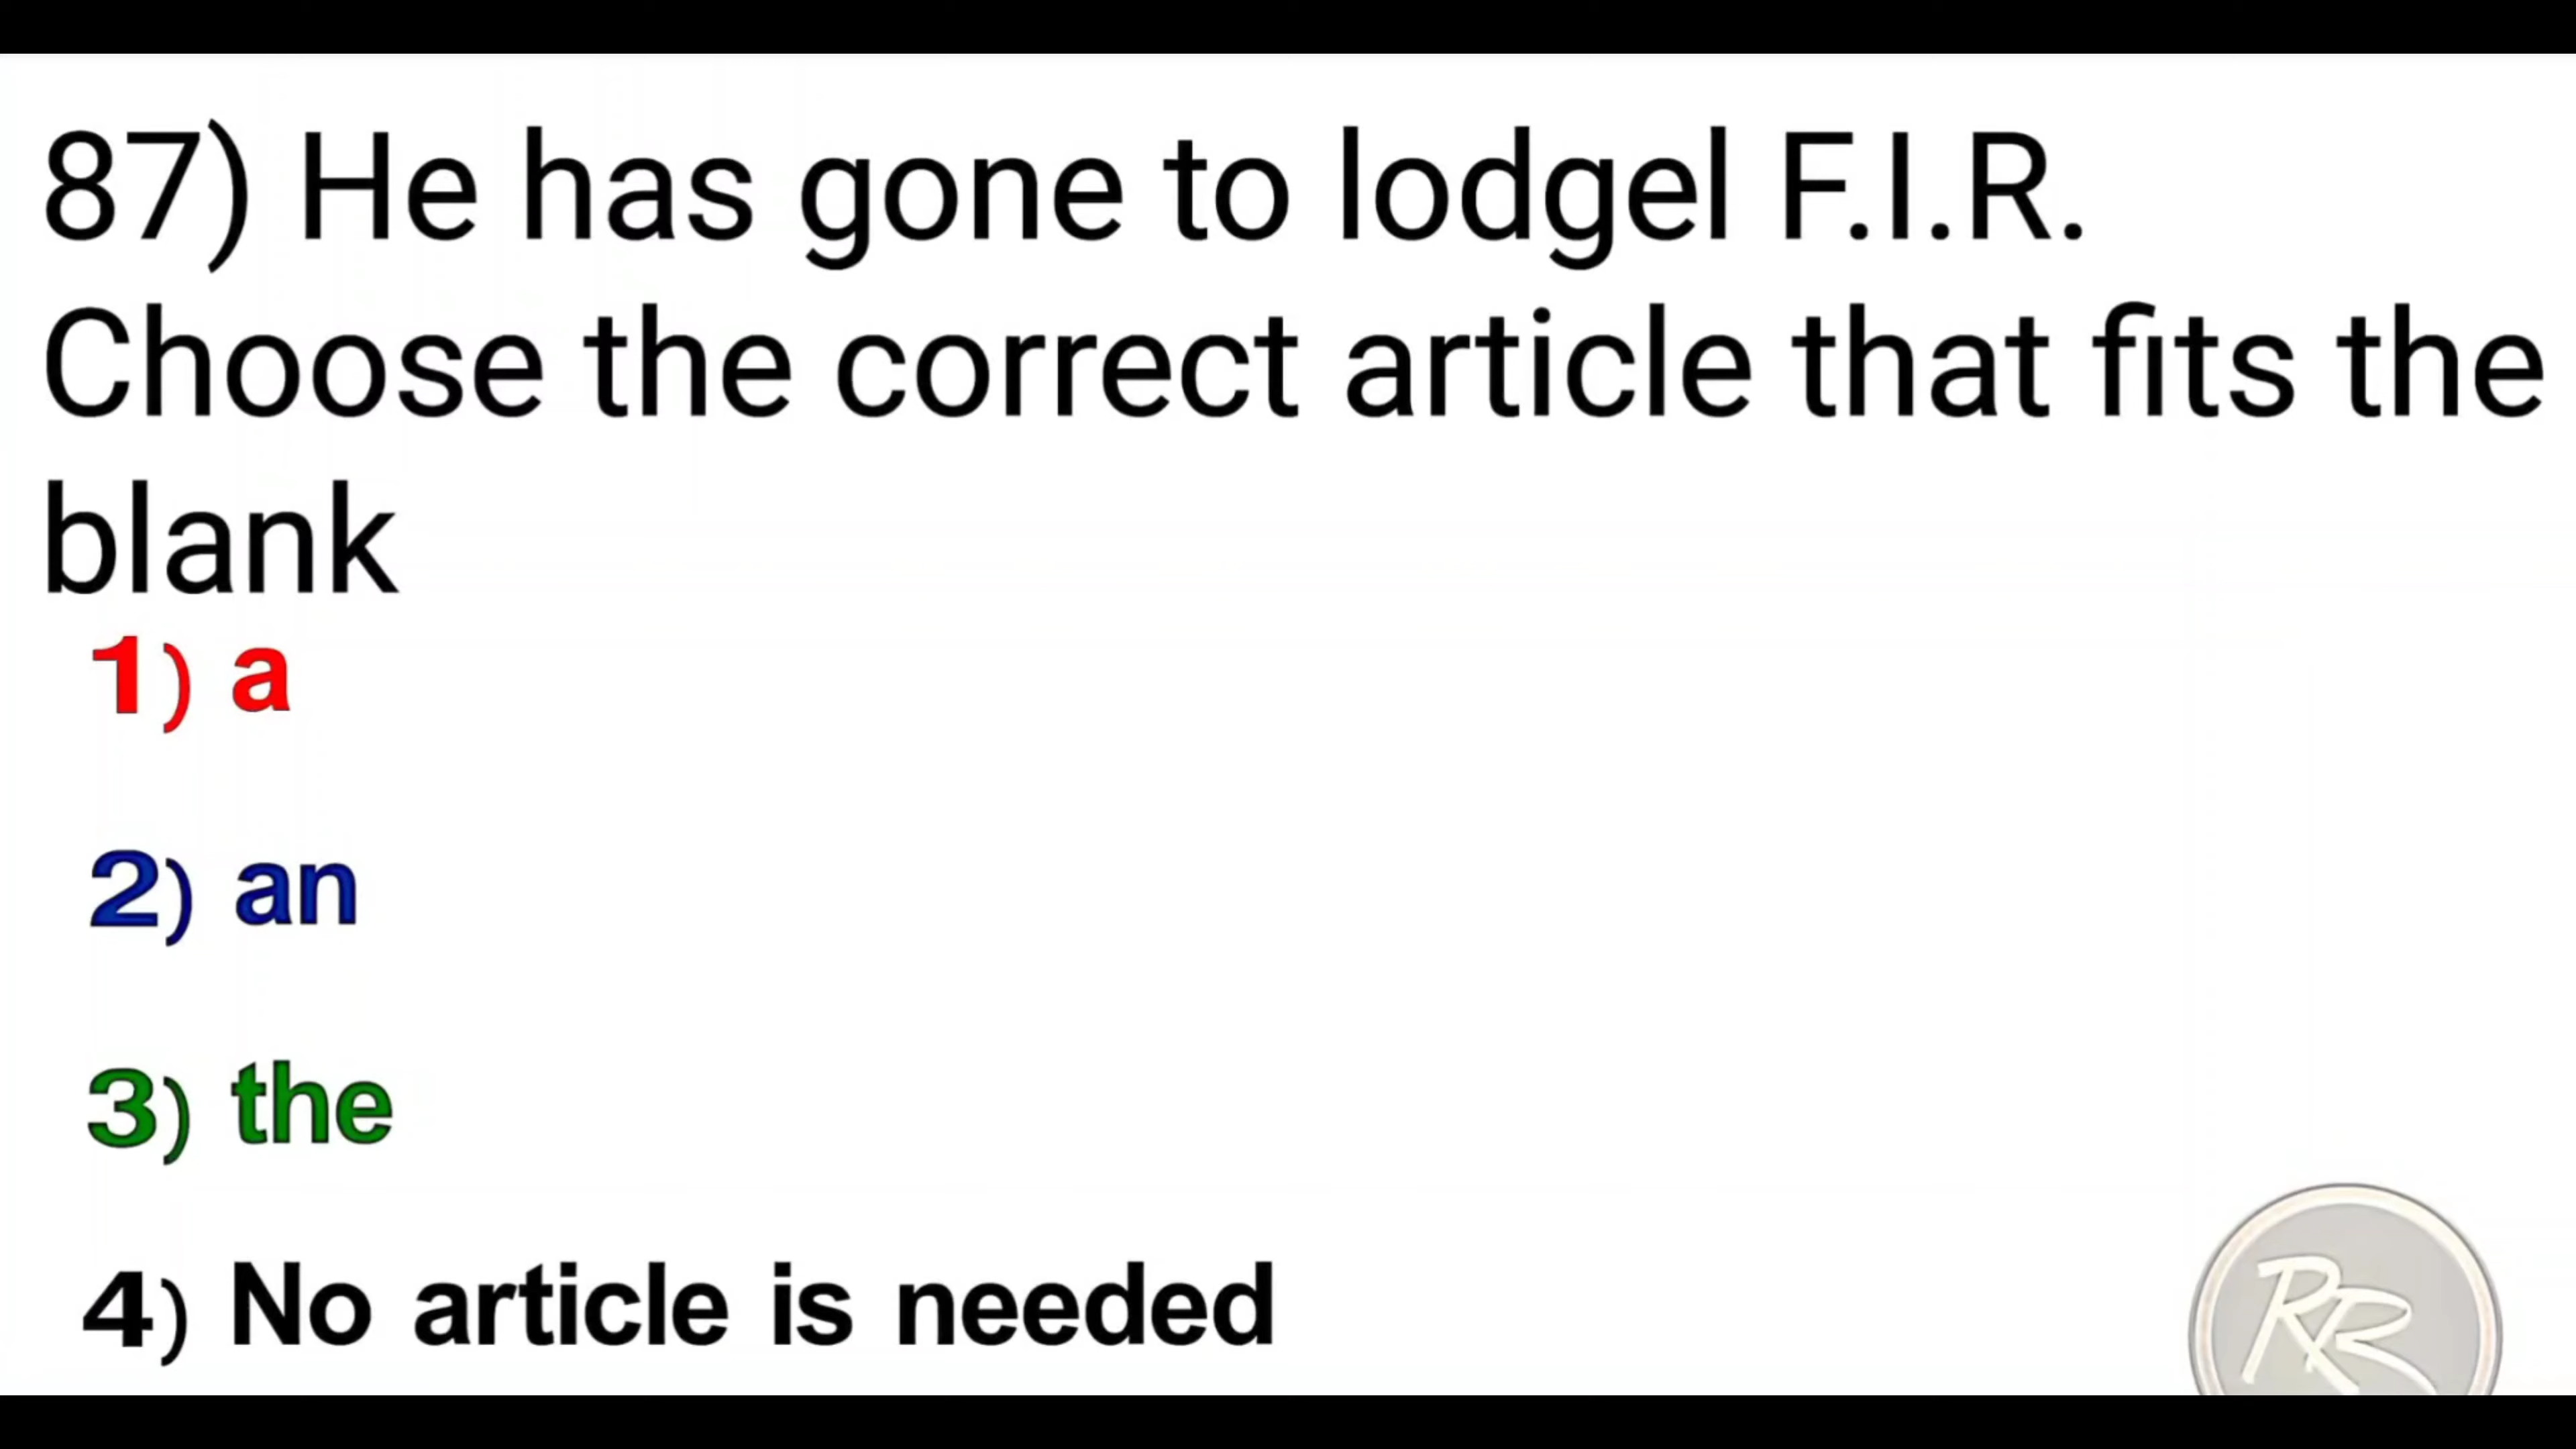 87) He has gone to lodgel F.I.R.
Choose the correct article that fits the
blank
1) a
2) an
3) the
4) No article is needed
RR